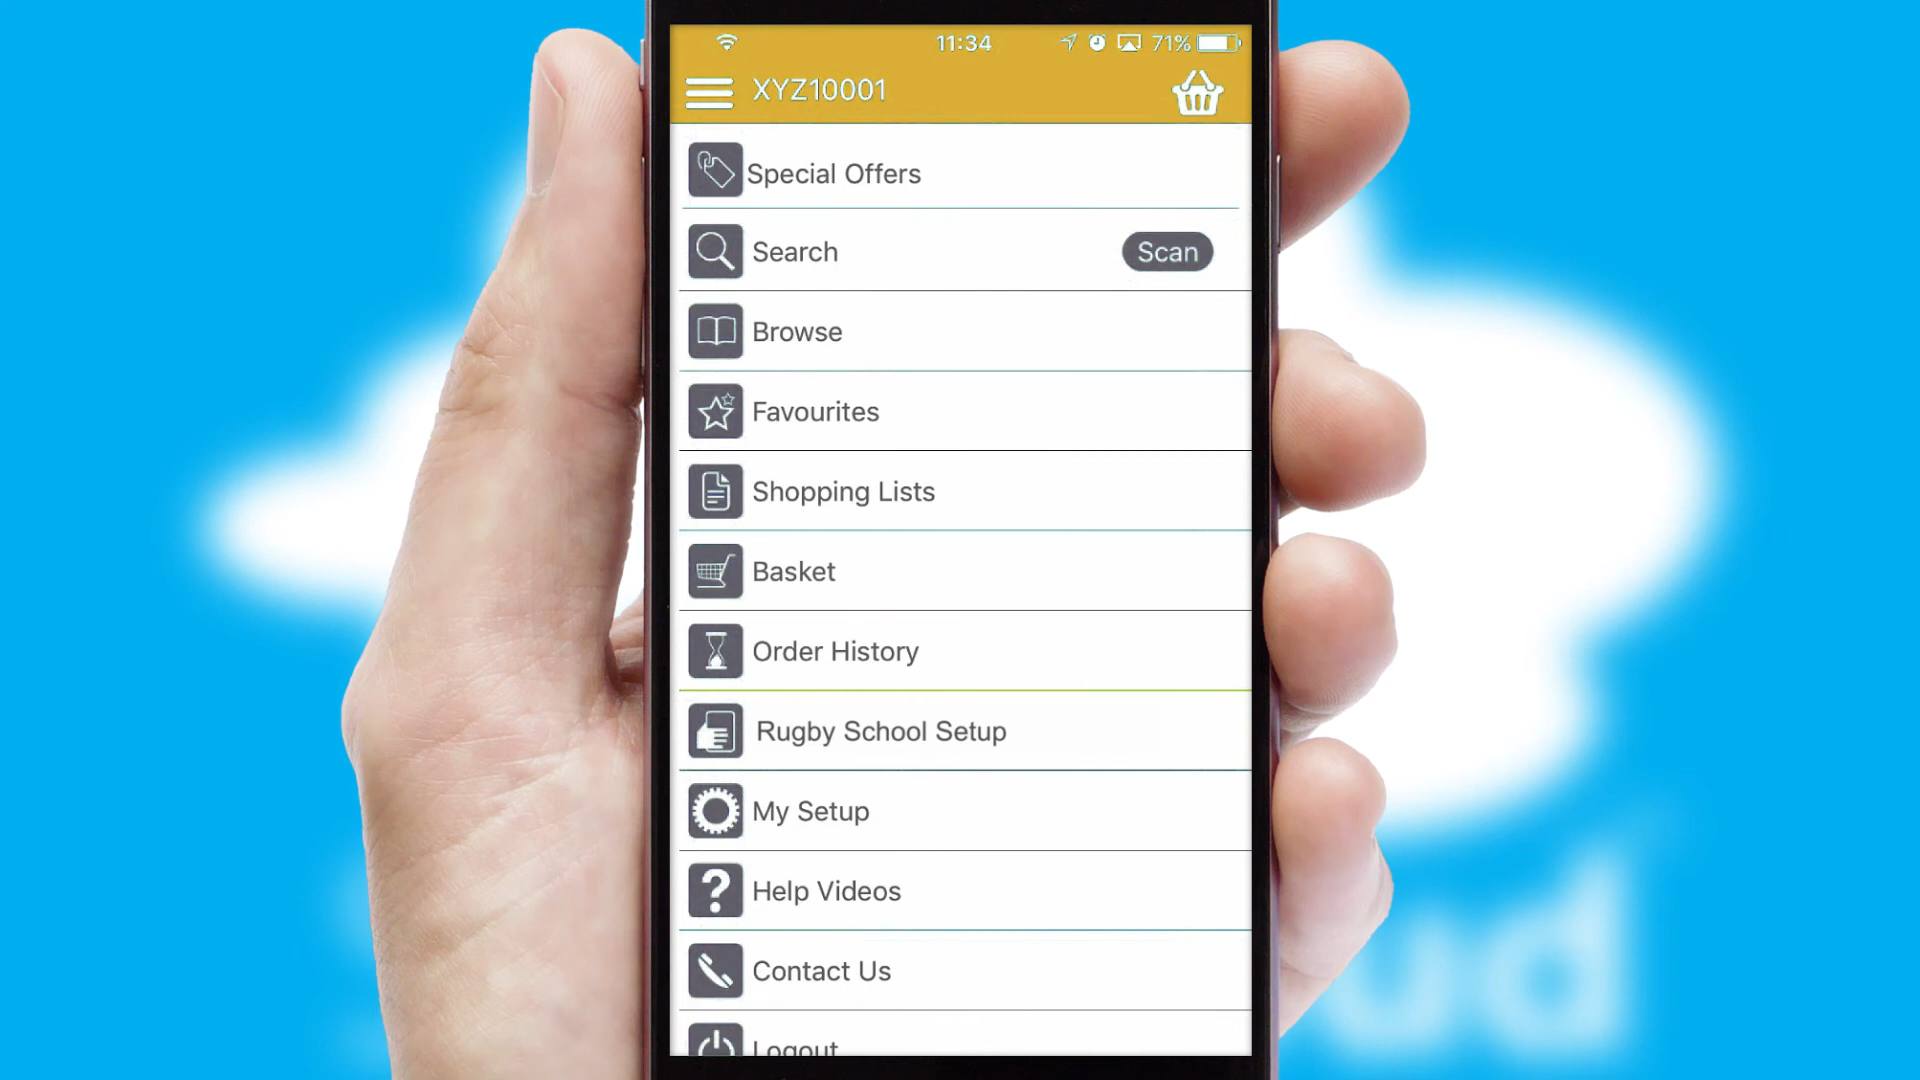 11:34 71%
XYZ10001
Special Offers
Search Scan
Browse
Favourites
Shopping Lists
Basket
Order History
Rugby School Setup
My Setup
Help Videos
Contact Us
Logout
ud